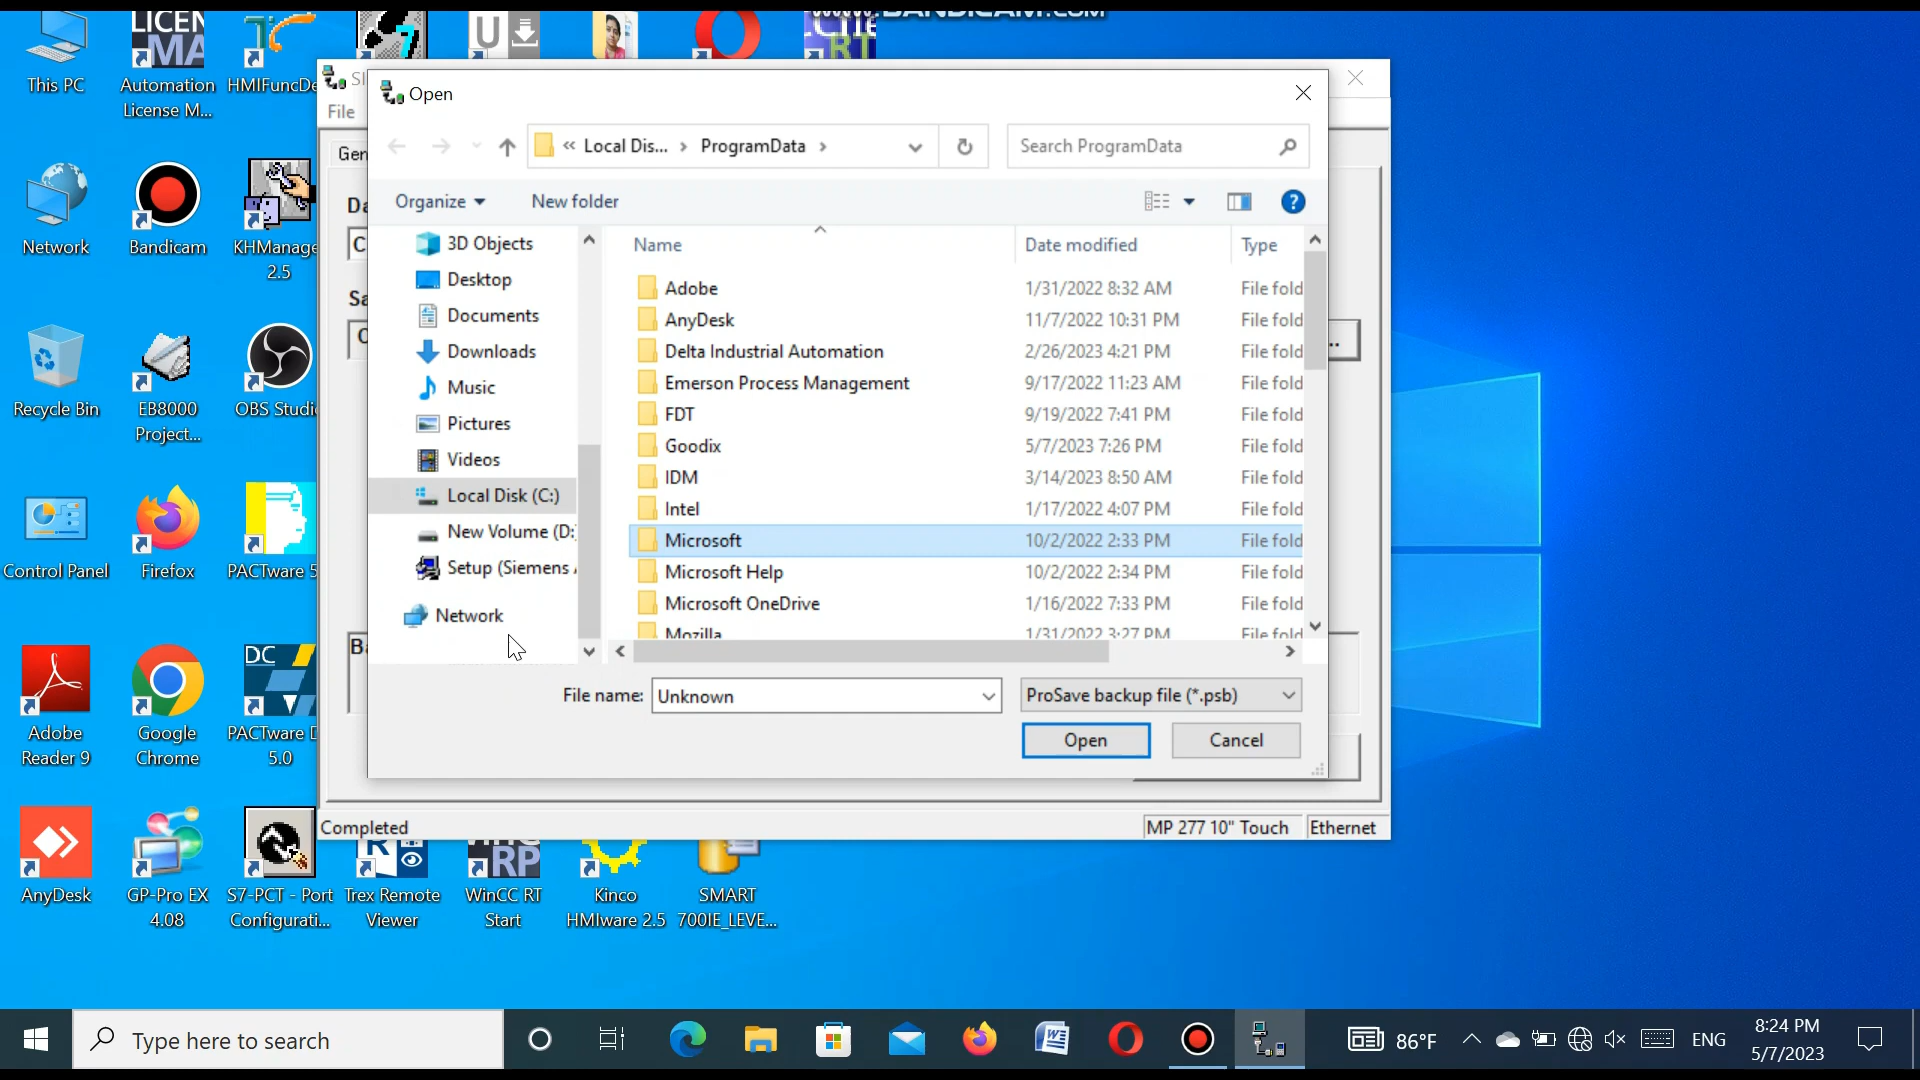 BANDICAM.COM
This PC
Automation
License M...
HMIFuncDe
Network
Bandicam
KHManage
2.5
Recycle Bin
EB8000
Project...
OBS Studi
Control Panel
Firefox
PACTware 5
Adobe
Reader 9
Google
Chrome
DC
PACTware D
5.0
AnyDesk
GP-Pro EX
4.08
S7-PCT - Port
Configurati...
Trex Remote
Viewer
RP
WinCC RT
Start
Kinco
HMIware 2.5
SMART
700IE_LEVE...
File
Open
« Local Dis... › ProgramData ›
Search ProgramData
Organize
New folder
3D Objects
Desktop
Documents
Downloads
Music
Pictures
Videos
Local Disk (C:)
New Volume (D:
Setup (Siemens
Network
Name Date modified Type
Adobe 1/31/2022 8:32 AM File fold
AnyDesk 11/7/2022 10:31 PM File fold
Delta Industrial Automation 2/26/2023 4:21 PM File fold
Emerson Process Management 9/17/2022 11:23 AM File fold
FDT 9/19/2022 7:41 PM File fold
Goodix 5/7/2023 7:26 PM File fold
IDM 3/14/2023 8:50 AM File fold
Intel 1/17/2022 4:07 PM File fold
Microsoft 10/2/2022 2:33 PM File fold
Microsoft Help 10/2/2022 2:34 PM File fold
Microsoft OneDrive 1/16/2022 7:33 PM File fold
Mozilla 1/31/2022 3:27 PM File fold
File name: Unknown
ProSave backup file (*.psb)
Open Cancel
Completed
MP 277 10" Touch
Ethernet
Type here to search
86°F
ENG
8:24 PM
5/7/2023